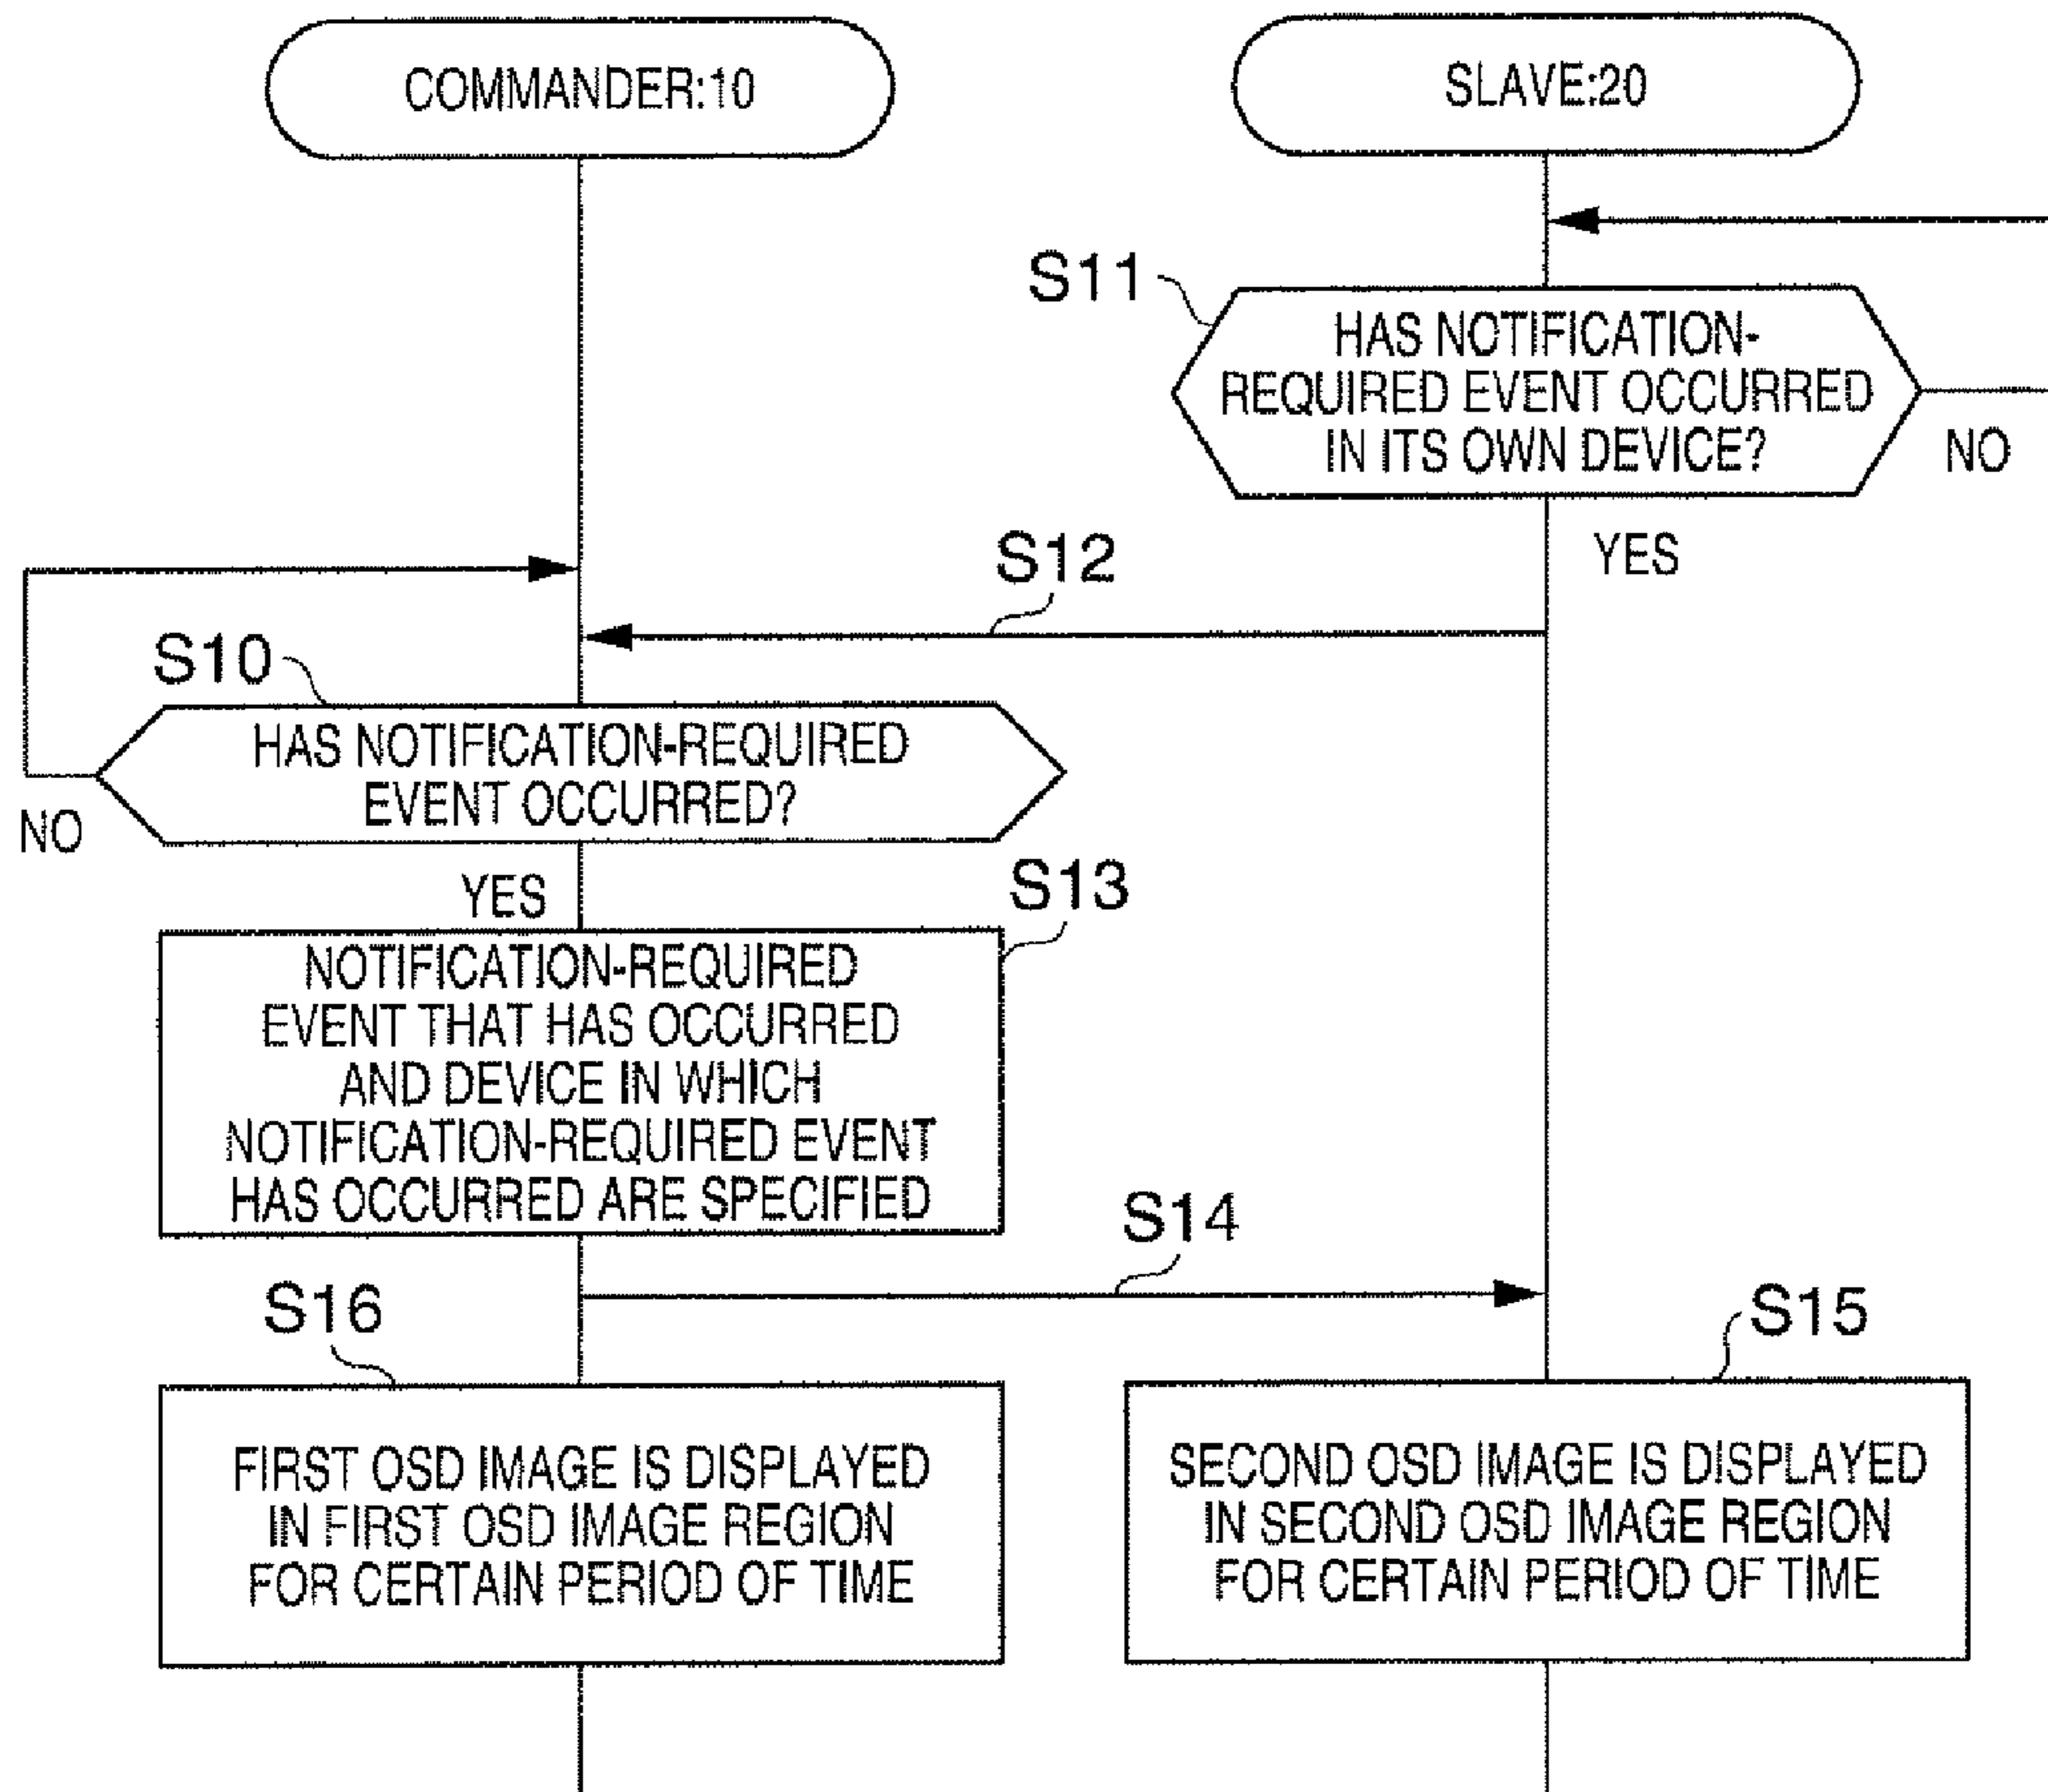 COMMANDER:10
SLAVE:20
S11
HAS NOTIFICATION-
REQUIRED EVENT OCCURRED
IN ITS OWN DEVICE?
NO
YES
S12
S10
HAS NOTIFICATION-REQUIRED
EVENT OCCURRED?
NO
YES
S13
NOTIFICATION-REQUIRED
EVENT THAT HAS OCCURRED
AND DEVICE IN WHICH
NOTIFICATION-REQUIRED EVENT
HAS OCCURRED ARE SPECIFIED
S14
S16
S15
FIRST OSD IMAGE IS DISPLAYED
IN FIRST OSD IMAGE REGION
FOR CERTAIN PERIOD OF TIME
SECOND OSD IMAGE IS DISPLAYED
IN SECOND OSD IMAGE REGION
FOR CERTAIN PERIOD OF TIME